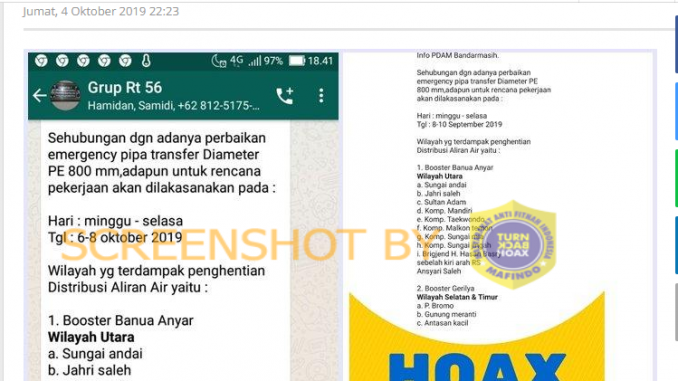 Jumat, 4 Oktober 2019 22:23
4G 97% 18.41
Grup Rt 56
Hamidan, Samidi, +62 812-5175-...
Sehubungan dgn adanya perbaikan
emergency pipa transfer Diameter
PE 800 mm,adapun untuk rencana
pekerjaan akan dilakasanakan pada :
Hari : minggu - selasa
Tgl : 6-8 oktober 2019
Wilayah yg terdampak penghentian
Distribusi Aliran Air yaitu :
1. Booster Banua Anyar
Wilayah Utara
a. Sungai andai
b. Jahri saleh
Info PDAM Bandarmasih.
Sehubungan dgn adanya perbaikan
emergency pipa transfer Diameter PE
800 mm,adapun untuk rencana pekerjaan
akan dilakasanakan pada :
Hari : minggu - selasa
Tgl : 8-10 September 2019
Wilayah yg terdampak penghentian
Distribusi Aliran Air yaitu :
1. Booster Banua Anyar
Wilayah Utara
a. Sungai andai
b. Jahri saleh
c. Sultan Adam
d. Komp. Mandiri
e. Komp. Taekwondo
f. Komp. Malkon
g. Komp. Sungai
h. Komp. Sungai
i. Brigjend H. Hasan
sebelah kiri arah RS
Ansyari Saleh
2. Booster Gerilya
Wilayah Selatan & Timur
a. P. Bromo
b. Gunung meranti
c. Antasan kecil
SCREENSHOT BY
ANTI FITNAH INDONESIA
TURN
BACK
HOAX
MAFINDO
HOAX